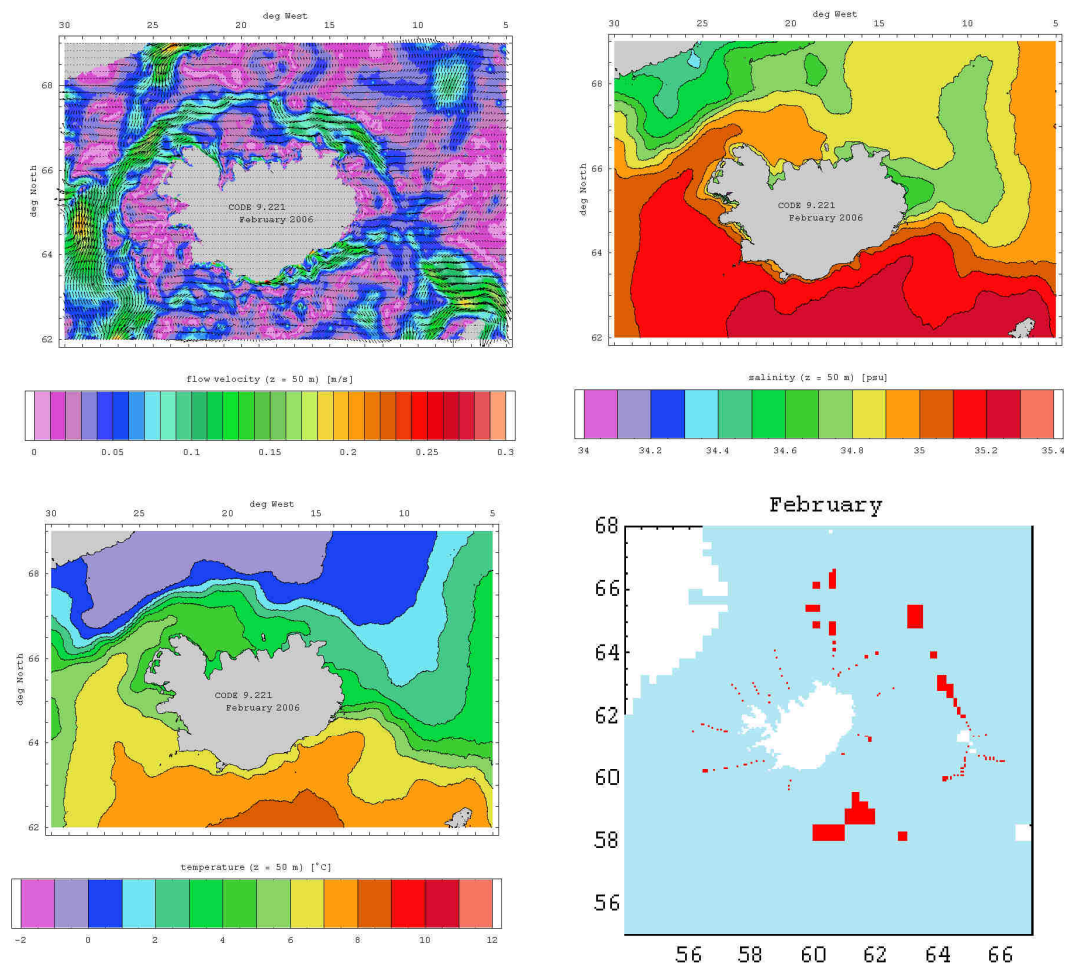 deg West
30 25 20 15 10 5
68
66
64
62
deg North
CODE 9.221
February 2006
flow velocity (z = 50 m) [m/s]
0 0.05 0.1 0.15 0.2 0.25 0.3
deg West
30 25 20 15 10 5
68
66
64
62
deg North
CODE 9.221
February 2006
salinity (z = 50 m) [psu]
34 34.2 34.4 34.6 34.8 35 35.2 35.4
deg West
30 25 20 15 10 5
68
66
64
62
deg North
CODE 9.221
February 2006
temperature (z = 50 m) [°C]
-2 0 2 4 6 8 10 12
February
68
66
64
62
60
58
56
56 58 60 62 64 66